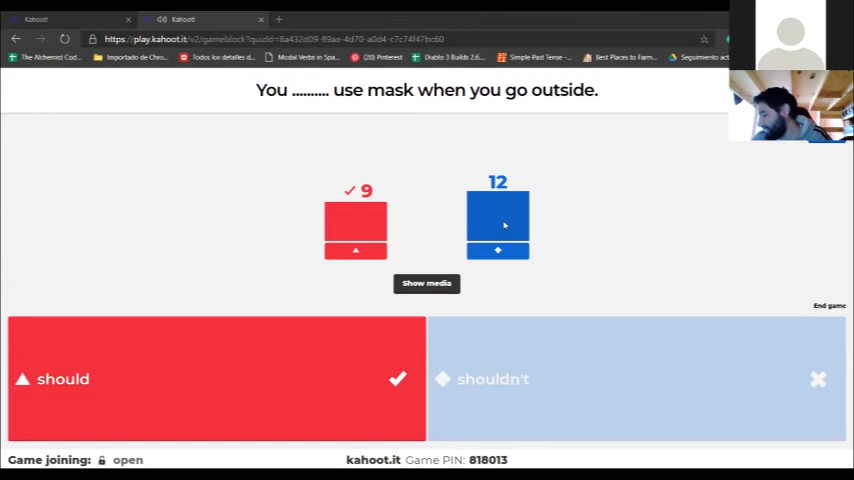 Kahoot!
Kahoot!
https://play.kahoot.it/v2/gameblock?quizId=6a432d09-89ae-4d70-a0d4-c7c74f47bc60
The Alchemist Cod...
Importado de Chro...
Todos los detalles d...
Modal Verbs in Spa...
(20) Pinterest
Diablo 3 Builds 2.6...
Simple Past Tense -...
Best Places to Farm...
Seguimiento act
You .......... use mask when you go outside.
9
12
Show media
End game
should
shouldn't
Game joining: open
kahoot.it Game PIN: 818013